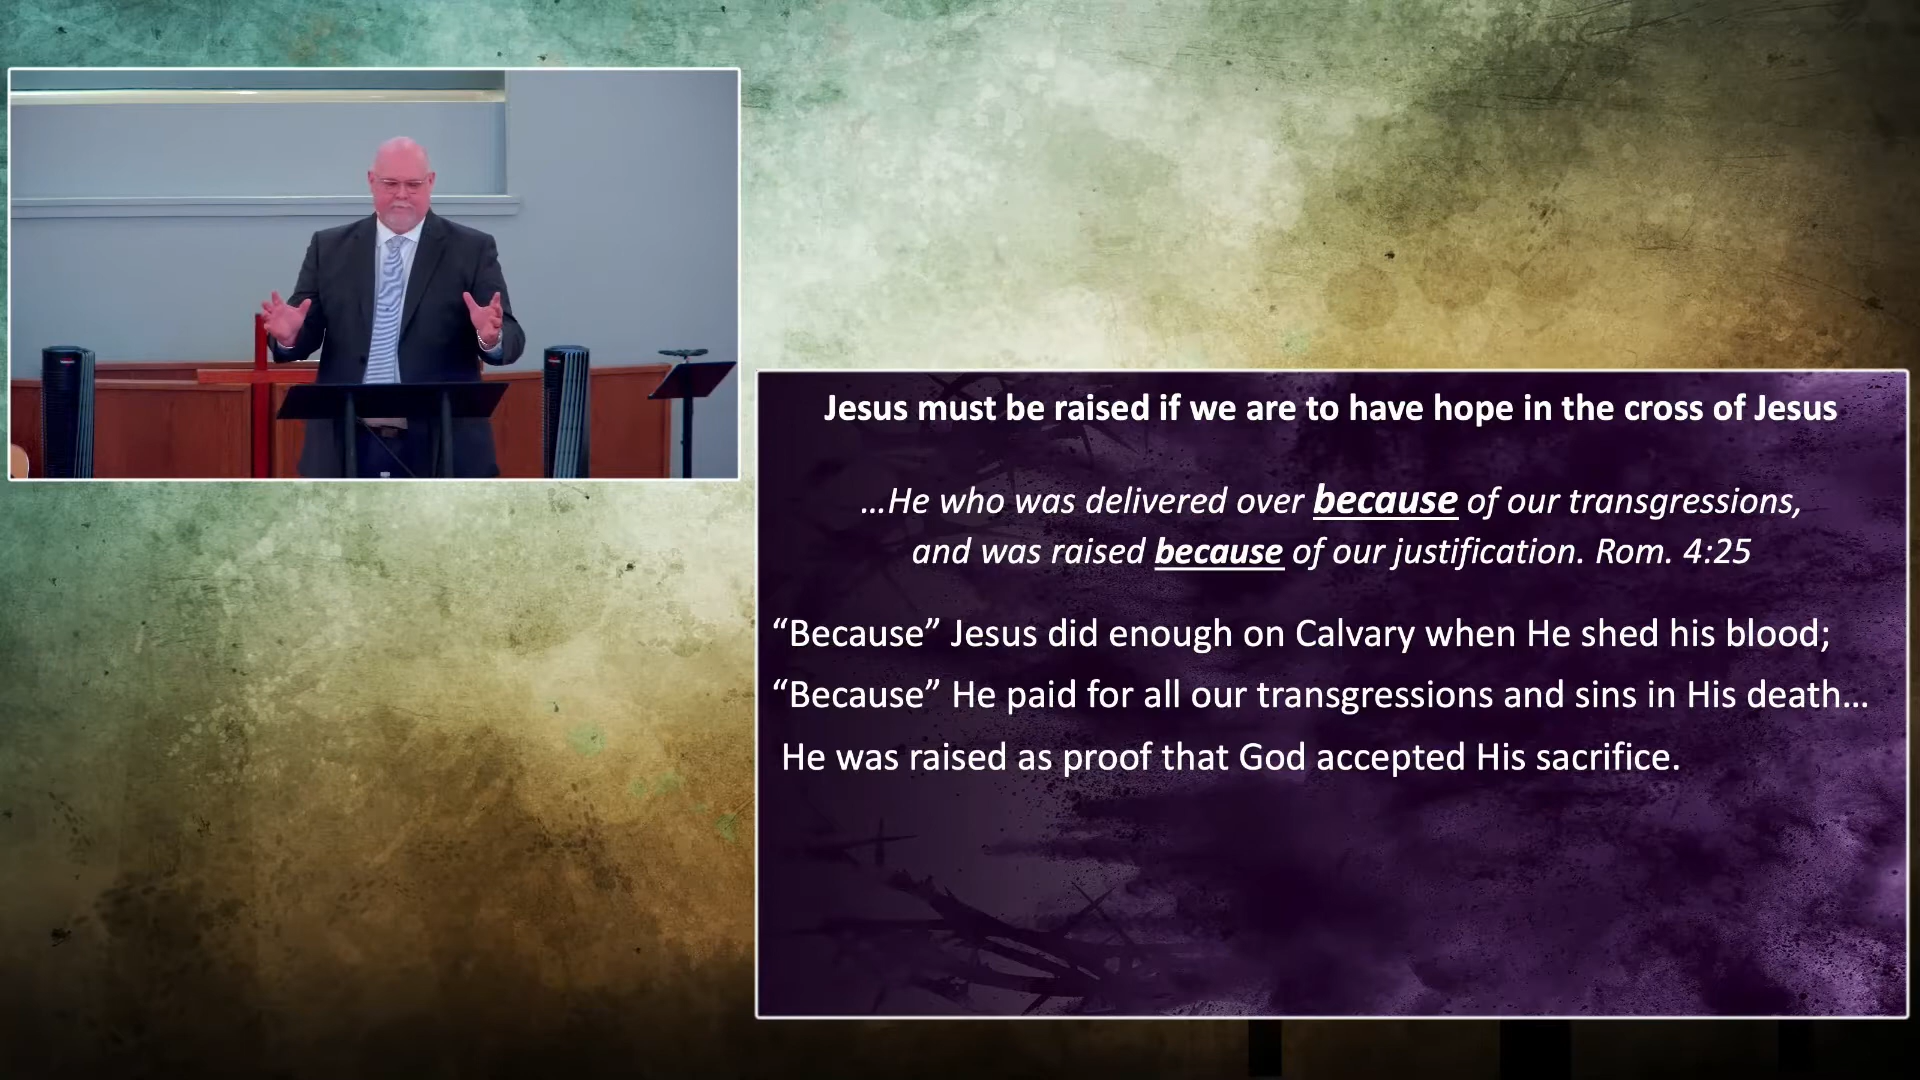 Jesus must be raised if we are to have hope in the cross of Jesus
...He who was delivered over because of our transgressions,
and was raised because of our justification. Rom. 4:25
“Because” Jesus did enough on Calvary when He shed his blood;
“Because” He paid for all our transgressions and sins in His death...
He was raised as proof that God accepted His sacrifice.